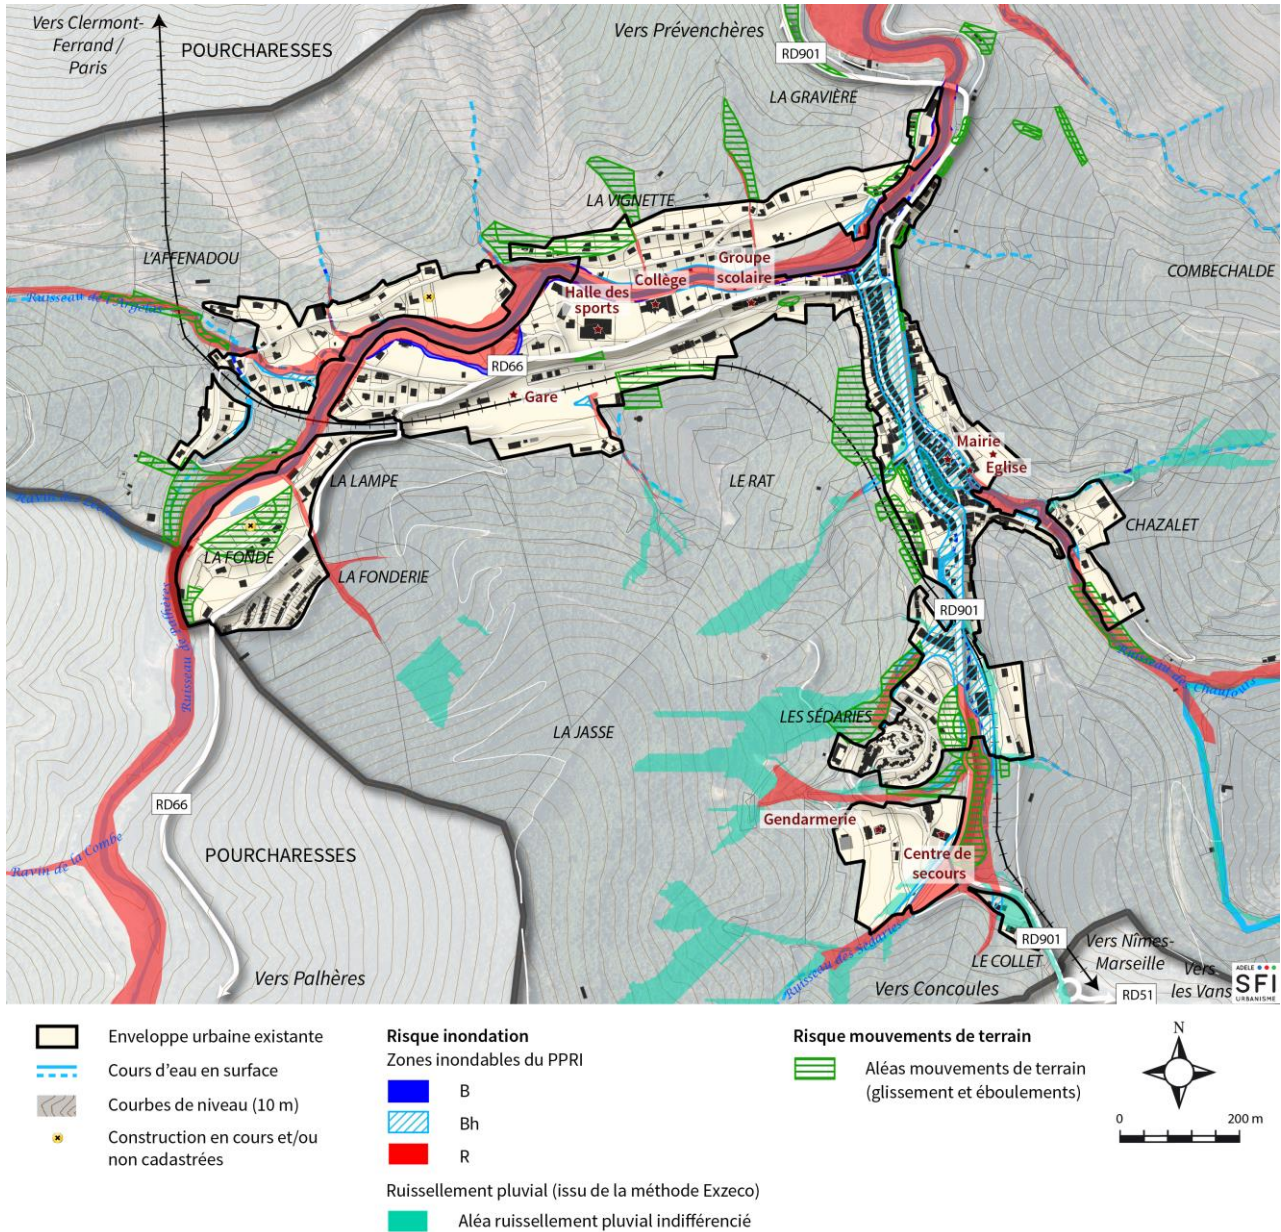 Vers Clermont-
Ferrand /
Paris
POURCHARESSES
Vers Prévenchères
RD901
LA GRAVIÈRE
LA VIGNETTE
L'AFFENADOU
COMBECHALDE
Groupe
scolaire
Collège
Halle des
sports
RD66
Gare
Mairie
Eglise
LA LAMPE
LE RAT
CHAZALET
LA FONDE
LA FONDERIE
RD901
Ruisseau de Palhères
LES SÉDARIES
LA JASSE
RD66
Gendarmerie
Ravin de la Combe
POURCHARESSES
Centre de
secours
Ruisseau des Sédaries
RD901
LE COLLET
Vers Nîmes-
Marseille
Vers
les Vans
Vers Palhères
Vers Concoules
RD51
ADELE
SFI
URBANISME
Enveloppe urbaine existante
Cours d'eau en surface
Courbes de niveau (10 m)
Construction en cours et/ou
non cadastrées
Risque inondation
Zones inondables du PPRI
B
Bh
R
Ruissellement pluvial (issu de la méthode Exzeco)
Aléa ruissellement pluvial indifférencié
Risque mouvements de terrain
Aléas mouvements de terrain
(glissement et éboulements)
N
0 200 m